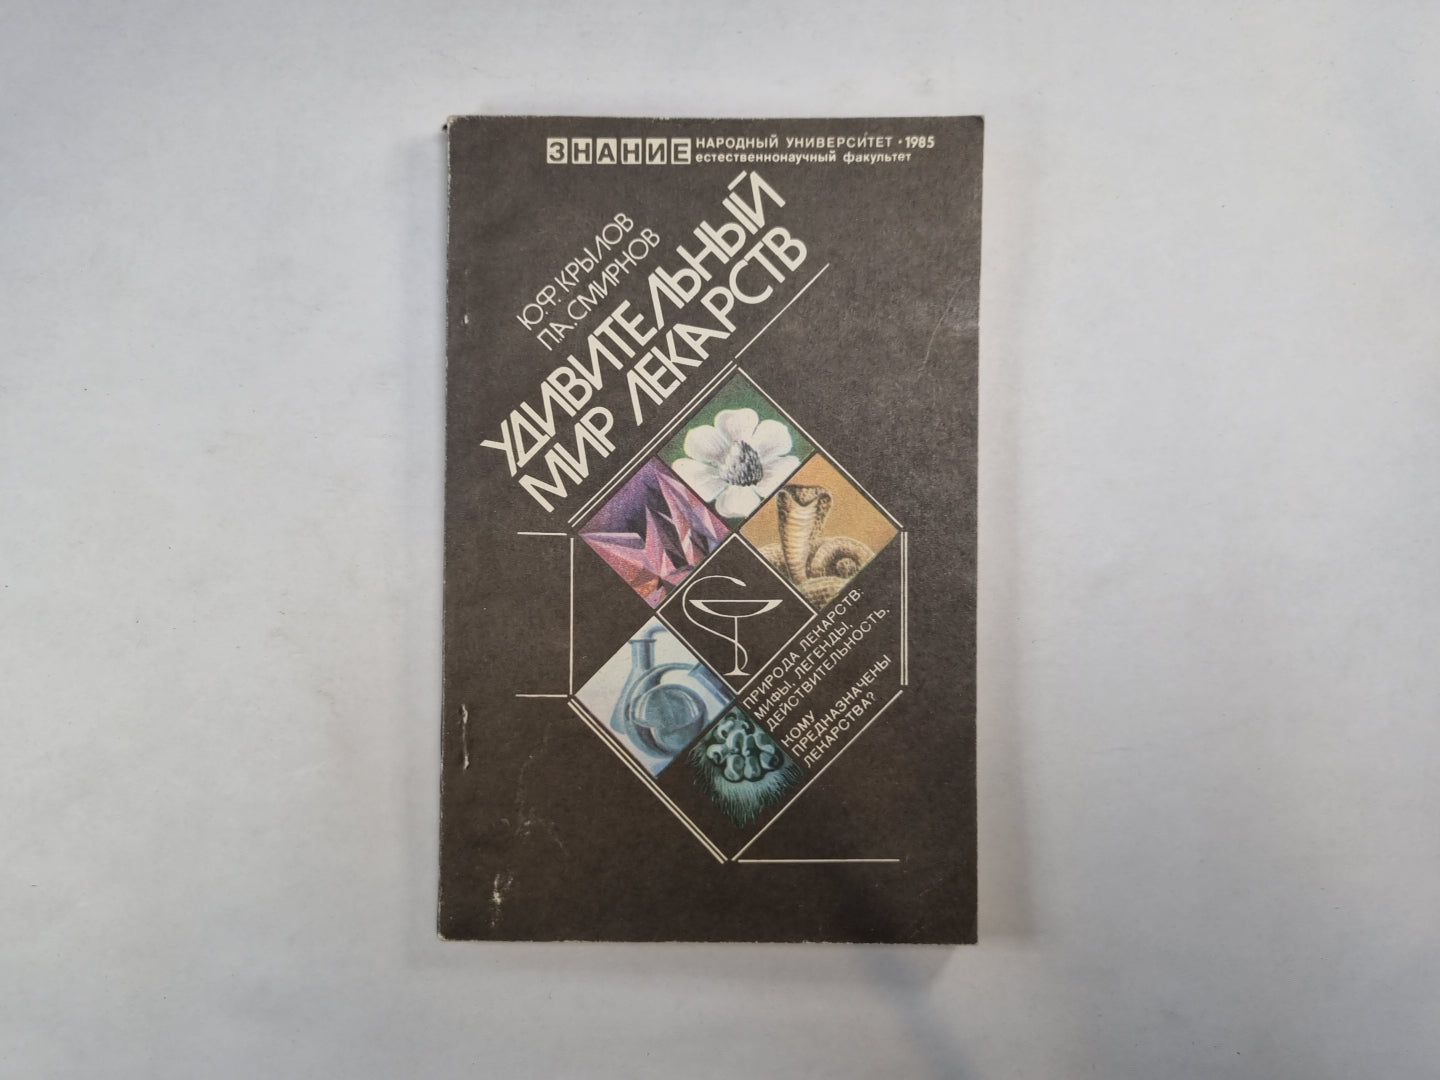 ЗНАНИЕ
НАРОДНЫЙ УНИВЕРСИТЕТ · 1985
естественнонаучный факультет
Ю.Ф. КРЫЛОВ
П.А. СМИРНОВ
УДИВИТЕЛЬНЫЙ
МИР ЛЕКАРСТВ
ПРИРОДА ЛЕКАРСТВ:
МИФЫ, ЛЕГЕНДЫ,
ДЕЙСТВИТЕЛЬНОСТЬ.
КОМУ
ПРЕДНАЗНАЧЕНЫ
ЛЕКАРСТВА?